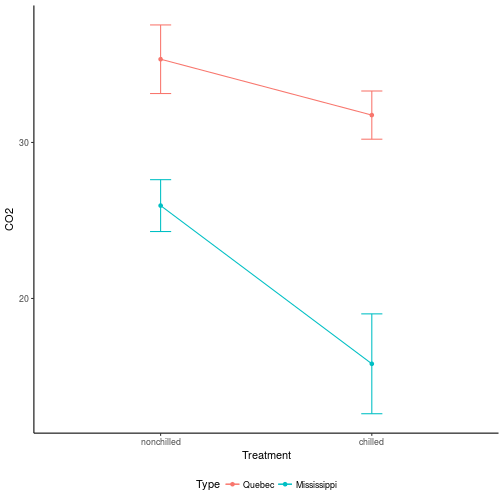 30
20
CO2
nonchilled chilled
Treatment
Type Quebec Mississippi